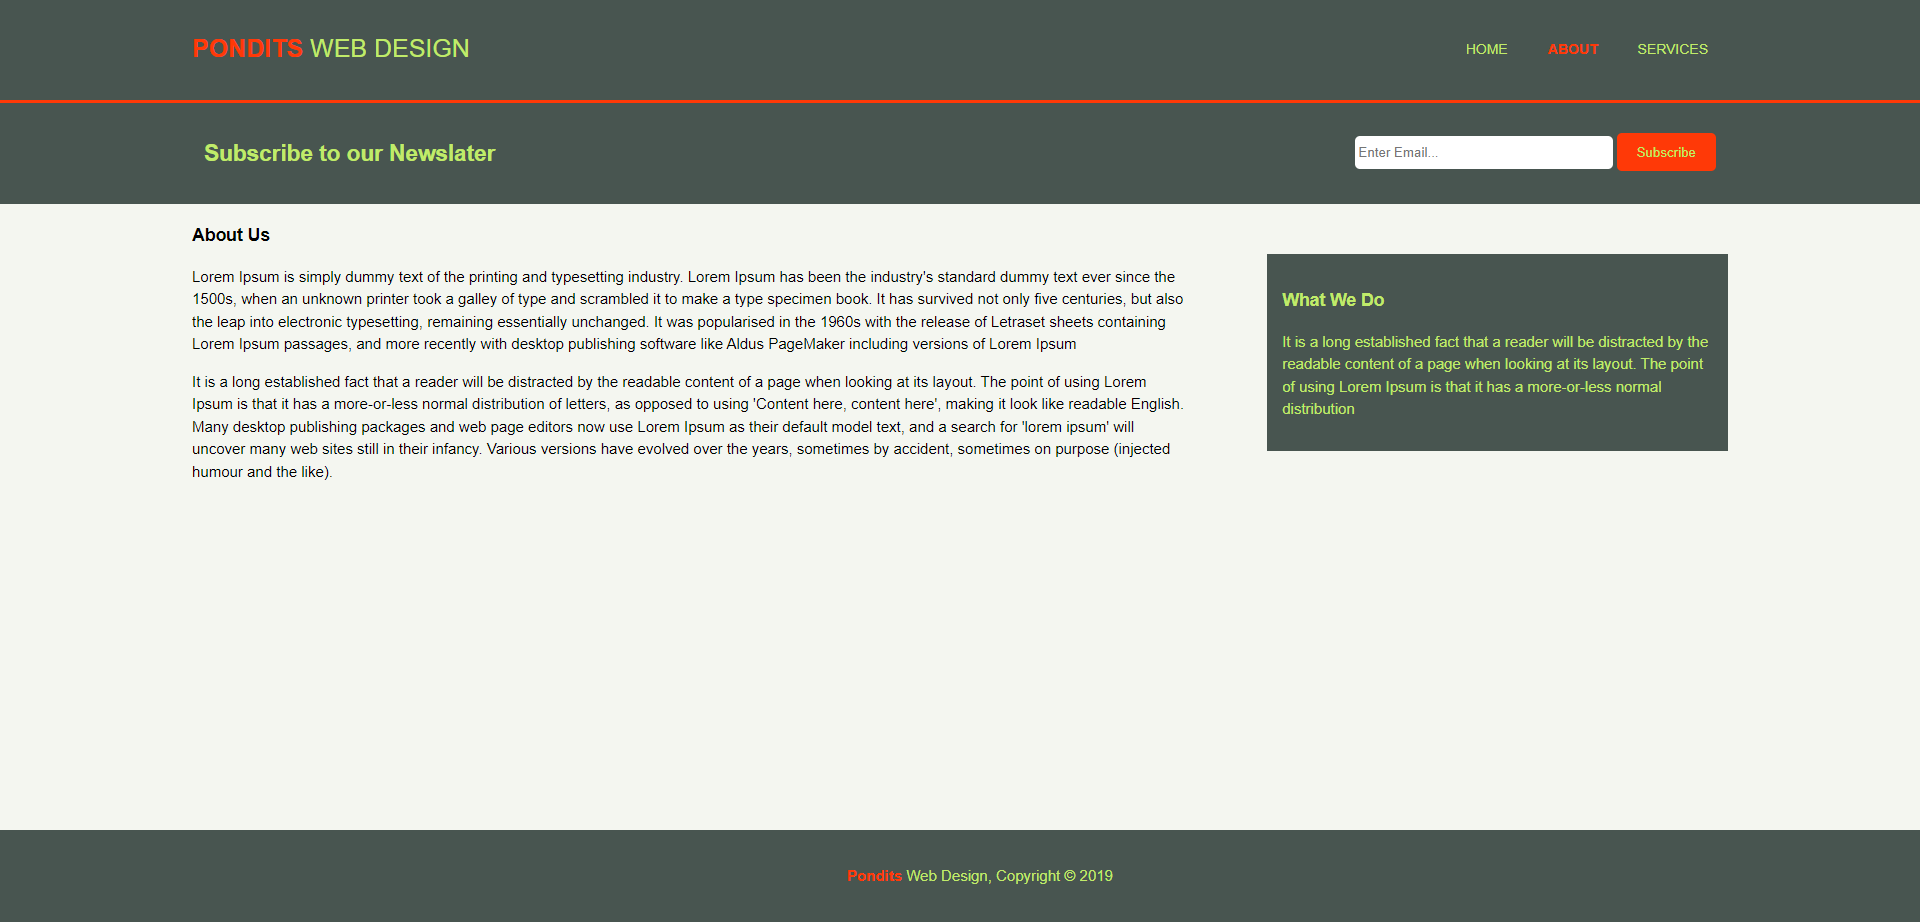 PONDITS WEB DESIGN
HOME ABOUT SERVICES
Subscribe to our Newslater
Enter Email... Subscribe
About Us
Lorem Ipsum is simply dummy text of the printing and typesetting industry. Lorem Ipsum has been the industry's standard dummy text ever since the
1500s, when an unknown printer took a galley of type and scrambled it to make a type specimen book. It has survived not only five centuries, but also
the leap into electronic typesetting, remaining essentially unchanged. It was popularised in the 1960s with the release of Letraset sheets containing
Lorem Ipsum passages, and more recently with desktop publishing software like Aldus PageMaker including versions of Lorem Ipsum
It is a long established fact that a reader will be distracted by the readable content of a page when looking at its layout. The point of using Lorem
Ipsum is that it has a more-or-less normal distribution of letters, as opposed to using 'Content here, content here', making it look like readable English.
Many desktop publishing packages and web page editors now use Lorem Ipsum as their default model text, and a search for 'lorem ipsum' will
uncover many web sites still in their infancy. Various versions have evolved over the years, sometimes by accident, sometimes on purpose (injected
humour and the like).
What We Do
It is a long established fact that a reader will be distracted by the
readable content of a page when looking at its layout. The point
of using Lorem Ipsum is that it has a more-or-less normal
distribution
Pondits Web Design, Copyright © 2019